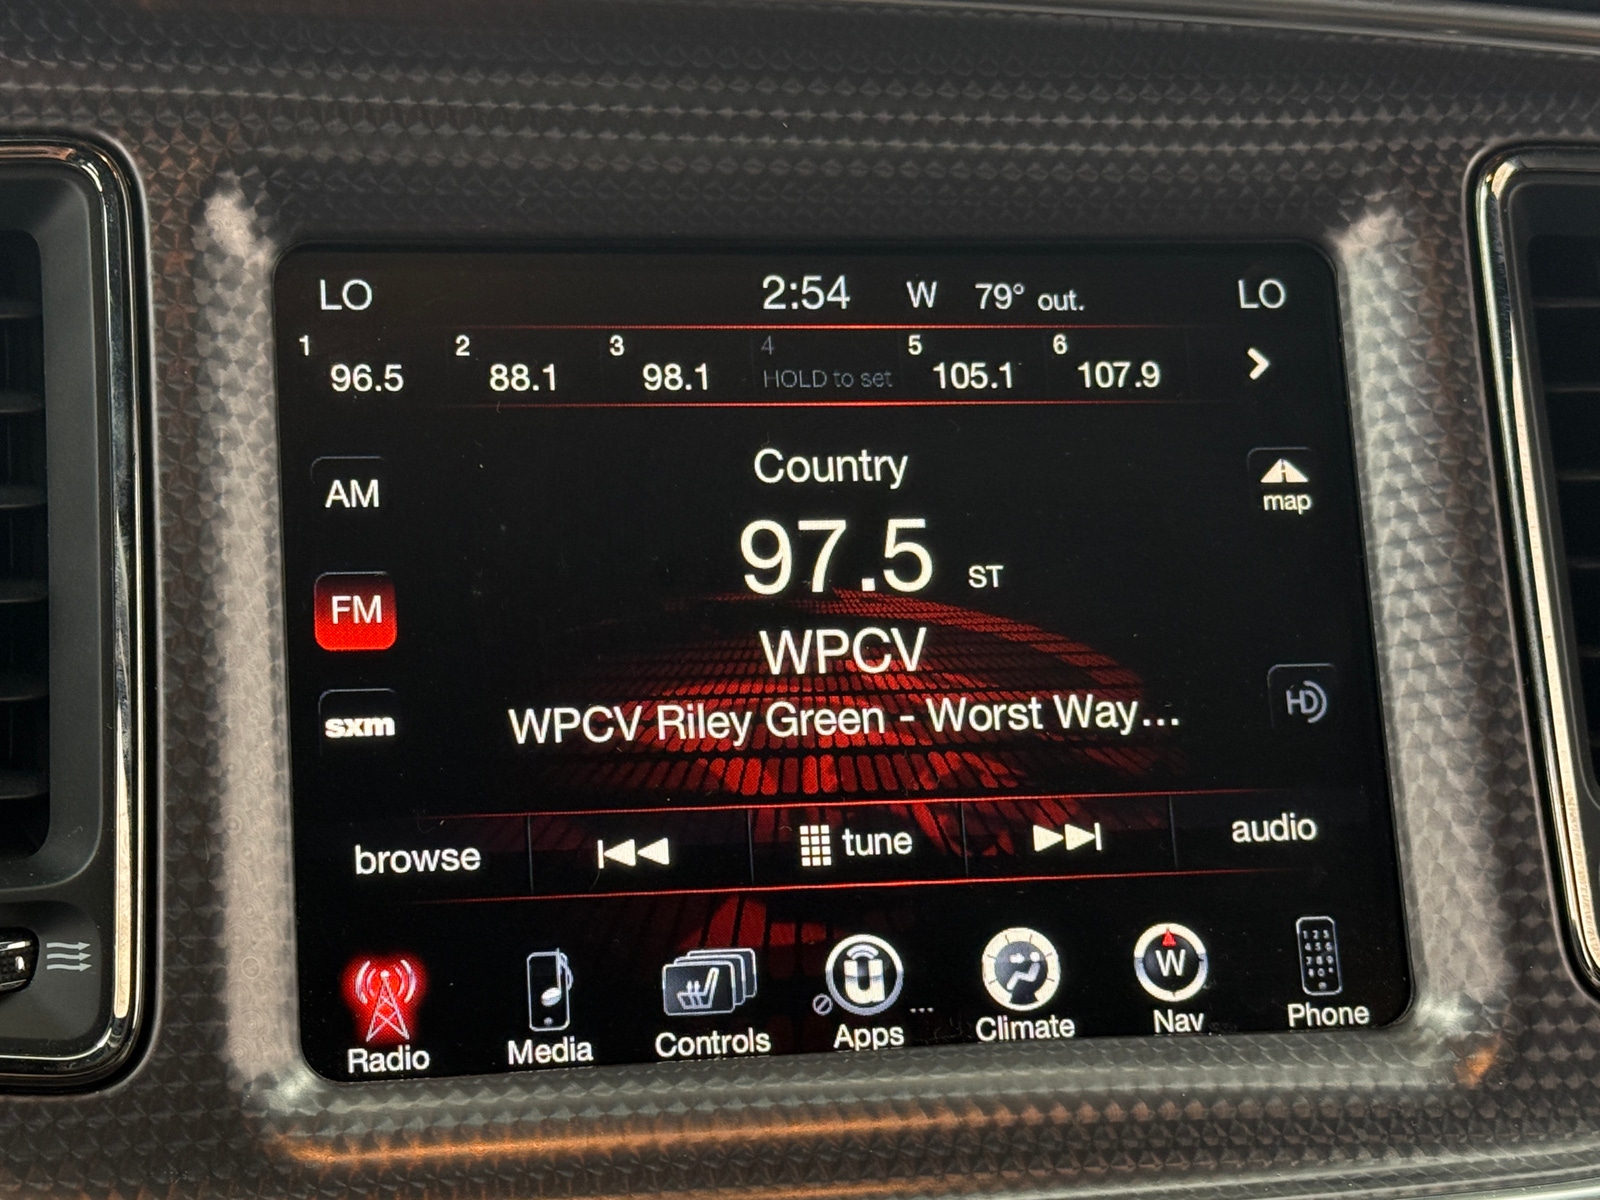 LO 2:54 W 79° out. LO
1 2 3 4 5 6
96.5 88.1 98.1 HOLD to set 105.1 107.9
Country
AM
map
97.5 ST
FM
WPCV
HD
sxm
WPCV Riley Green - Worst Way...
browse tune audio
W
Radio Media Controls Apps ... Climate Nav Phone